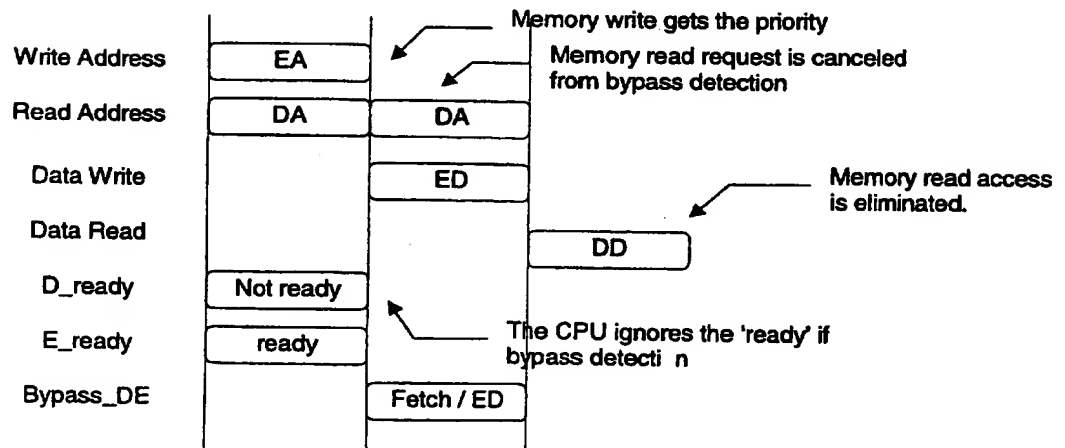 Memory write gets the priority
Write Address EA
Memory read request is canceled
from bypass detection
Read Address DA DA
Data Write ED
Memory read access
is eliminated.
Data Read DD
D_ready Not ready
The CPU ignores the 'ready' if
E_ready ready
bypass detecti n
Bypass_DE Fetch / ED